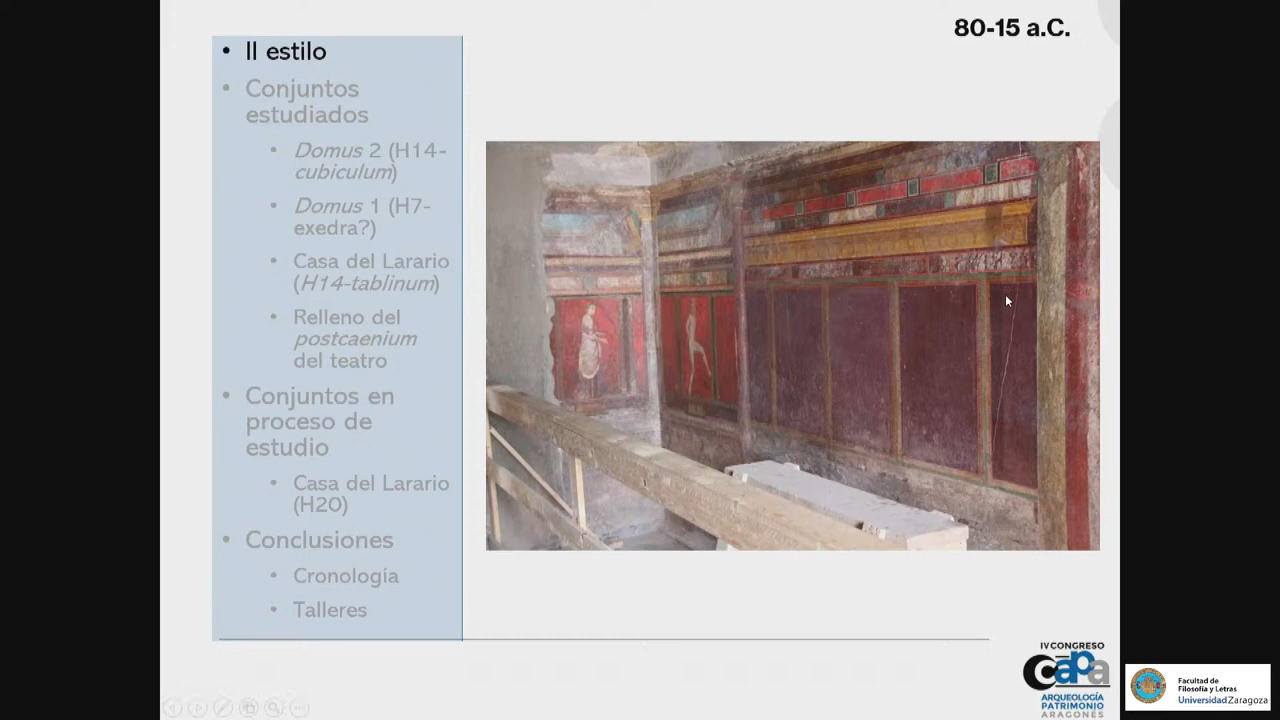 80-15 a.C.
• II estilo
• Conjuntos
estudiados
• Domus 2 (H14-
cubiculum)
• Domus 1 (H7-
exedra?)
• Casa del Larario
(H14-tablinum)
• Relleno del
postcaenium
del teatro
• Conjuntos en
proceso de
estudio
• Casa del Larario
(H20)
• Conclusiones
• Cronología
• Talleres
IV CONGRESO
capa
ARQUEOLOGÍA
PATRIMONIO
ARAGONÉS
Facultad de
Filosofía y Letras
Universidad Zaragoza